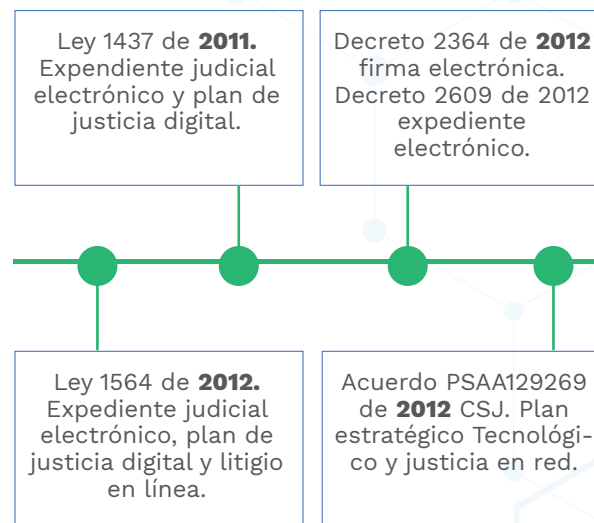 Ley 1437 de 2011.
Expendiente judicial
electrónico y plan de
justicia digital.
Decreto 2364 de 2012
firma electrónica.
Decreto 2609 de 2012
expediente
electrónico.
Ley 1564 de 2012.
Expediente judicial
electrónico, plan de
justicia digital y litigio
en línea.
Acuerdo PSAA129269
de 2012 CSJ. Plan
estratégico Tecnológi-
co y justicia en red.